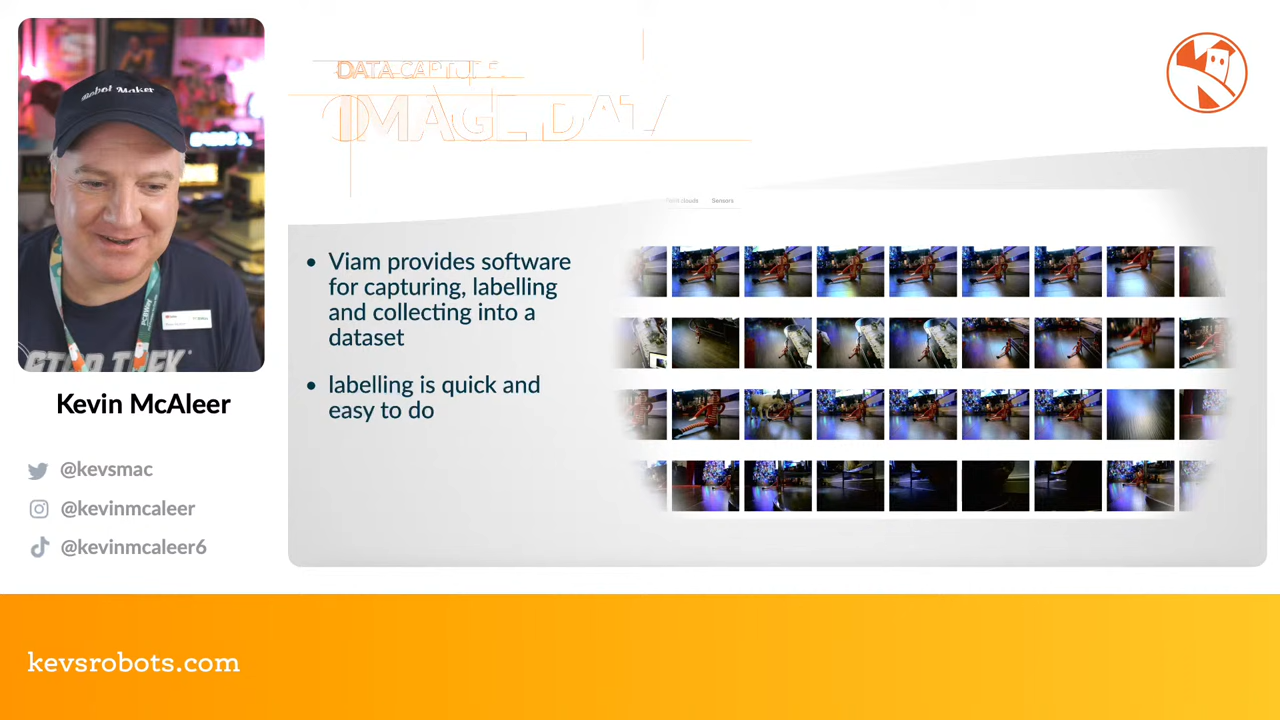 DATA CAPTURE
IMAGE DATA
Robot Maker
PCBWay
STAR TREK
Kevin McAleer
@kevsmac
@kevinmcaleer
@kevinmcaleer6
Sensors
• Viam provides software
for capturing, labelling
and collecting into a
dataset
• labelling is quick and
easy to do
kevsrobots.com